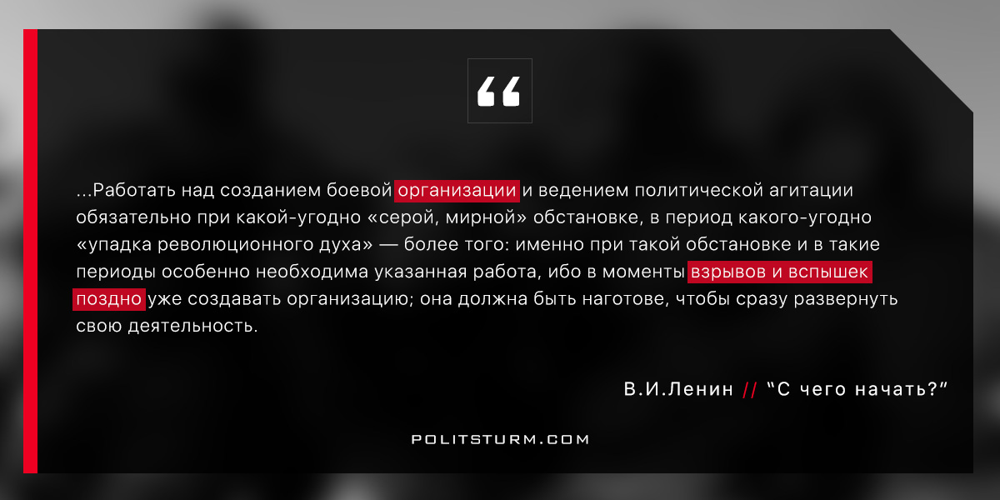 “
...Работать над созданием боевой организации и ведением политической агитации
обязательно при какой-угодно «серой, мирной» обстановке, в период какого-угодно
«упадка революционного духа» — более того: именно при такой обстановке и в такие
периоды особенно необходима указанная работа, ибо в моменты взрывов и вспышек
поздно уже создавать организацию; она должна быть наготове, чтобы сразу развернуть
свою деятельность.
В.И.Ленин // “С чего начать?”
POLITSTURM.COM